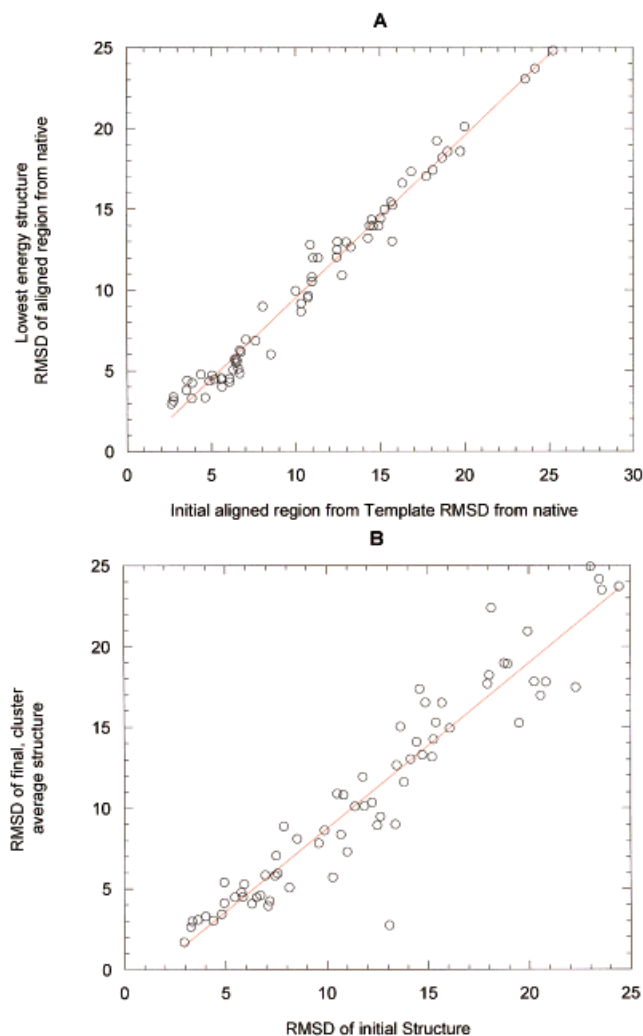 A
25
20
15
10
5
0
Lowest energy structure
RMSD of aligned region from native
0 5 10 15 20 25 30
Initial aligned region from Template RMSD from native
B
25
20
15
10
5
0
RMSD of final, cluster
average structure
0 5 10 15 20 25
RMSD of initial Structure